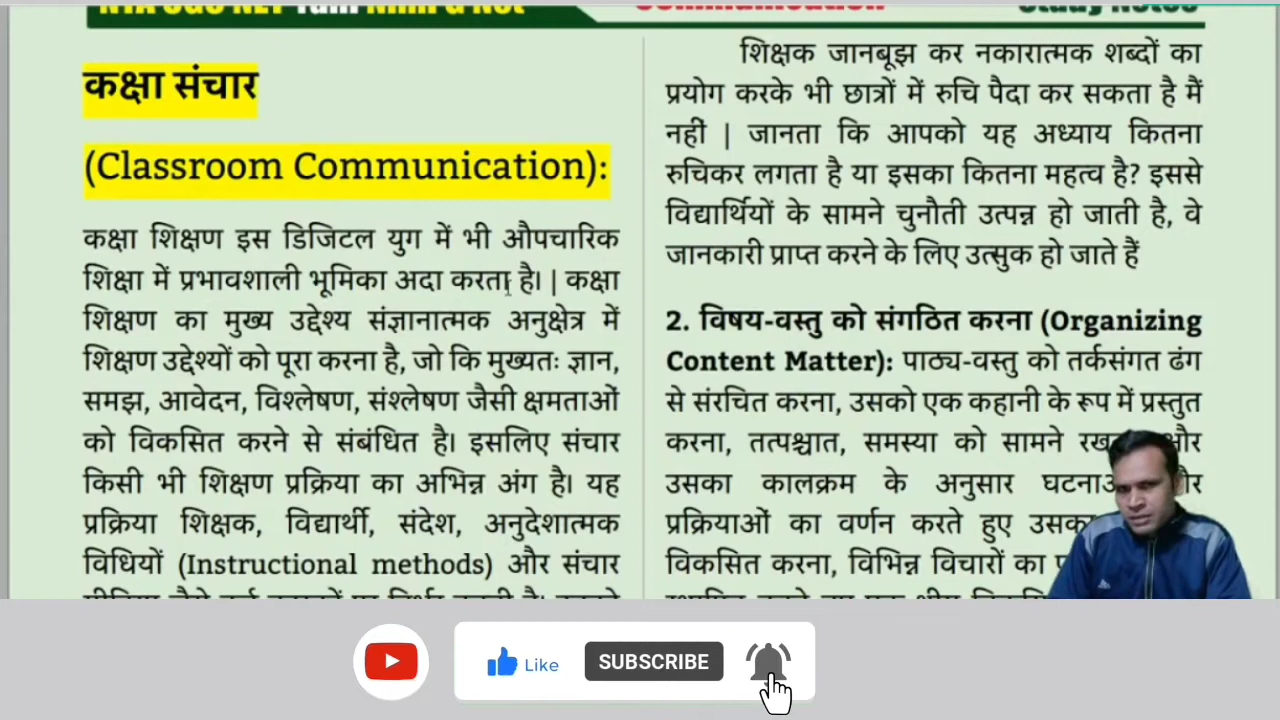 Communication
Study Notes
कक्षा संचार
(Classroom Communication):
कक्षा शिक्षण इस डिजिटल युग में भी औपचारिक
शिक्षा में प्रभावशाली भूमिका अदा करता है। | कक्षा
शिक्षण का मुख्य उद्देश्य संज्ञानात्मक अनुक्षेत्र में
शिक्षण उद्देश्यों को पूरा करना है, जो कि मुख्यतः ज्ञान,
समझ, आवेदन, विश्लेषण, संश्लेषण जैसी क्षमताओं
को विकसित करने से संबंधित है। इसलिए संचार
किसी भी शिक्षण प्रक्रिया का अभिन्न अंग है। यह
प्रक्रिया शिक्षक, विद्यार्थी, संदेश, अनुदेशात्मक
विधियों (Instructional methods) और संचार
शिक्षक जानबूझ कर नकारात्मक शब्दों का
प्रयोग करके भी छात्रों में रुचि पैदा कर सकता है मैं
नहीं | जानता कि आपको यह अध्याय कितना
रुचिकर लगता है या इसका कितना महत्व है? इससे
विद्यार्थियों के सामने चुनौती उत्पन्न हो जाती है, वे
जानकारी प्राप्त करने के लिए उत्सुक हो जाते हैं
2. विषय-वस्तु को संगठित करना (Organizing
Content Matter): पाठ्य-वस्तु को तर्कसंगत ढंग
से संरचित करना, उसको एक कहानी के रूप में प्रस्तुत
करना, तत्पश्चात, समस्या को सामने और
उसका कालक्रम के अनुसार
प्रक्रियाओं का वर्णन करते हुए
विकसित करना, विभिन्न विचारों का
Like
SUBSCRIBE